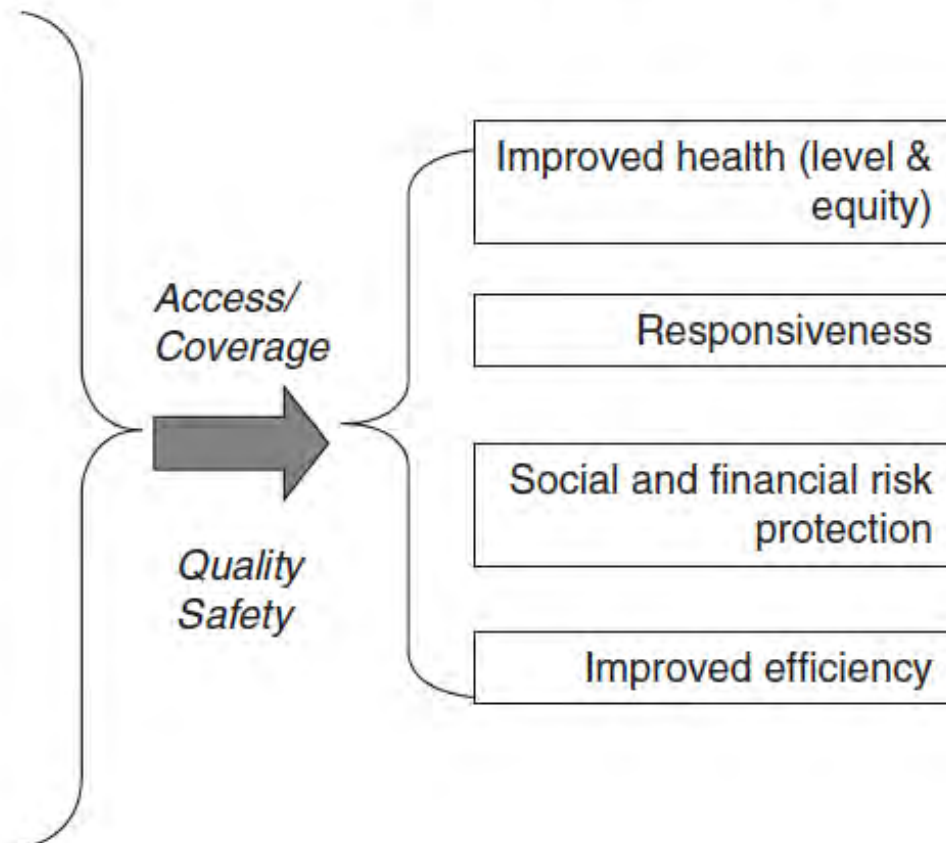 Access/
Coverage
Quality
Safety
Improved health (level &
equity)
Responsiveness
Social and financial risk
protection
Improved efficiency